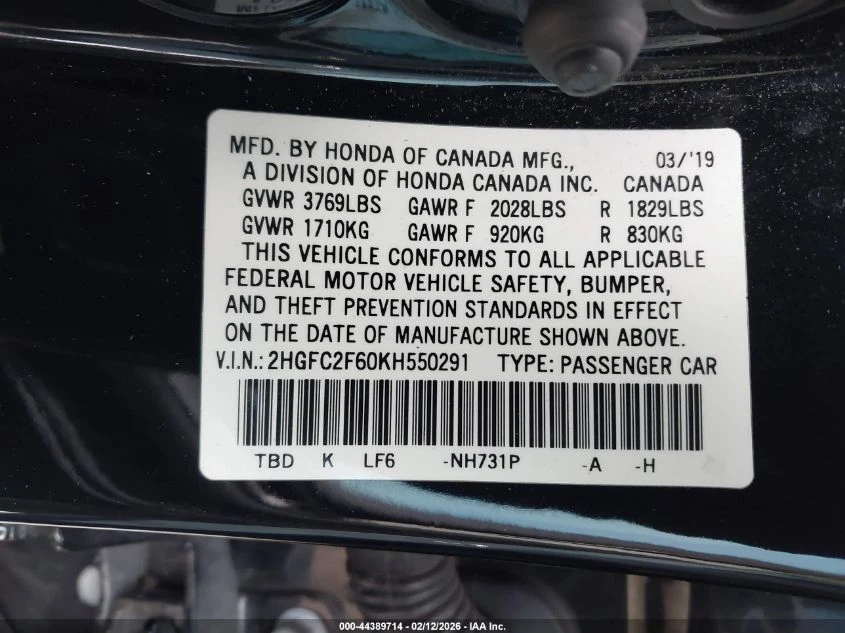 MFD. BY HONDA OF CANADA MFG., 03/'19
A DIVISION OF HONDA CANADA INC. CANADA
GVWR 3769LBS GAWR F 2028LBS R 1829LBS
GVWR 1710KG GAWR F 920KG R 830KG
THIS VEHICLE CONFORMS TO ALL APPLICABLE
FEDERAL MOTOR VEHICLE SAFETY, BUMPER,
AND THEFT PREVENTION STANDARDS IN EFFECT
ON THE DATE OF MANUFACTURE SHOWN ABOVE.
V.I.N.: 2HGFC2F60KH550291 TYPE: PASSENGER CAR
TBD K LF6 -NH731P -A -H
000-44389714 - 02/12/2026 - IAA Inc.